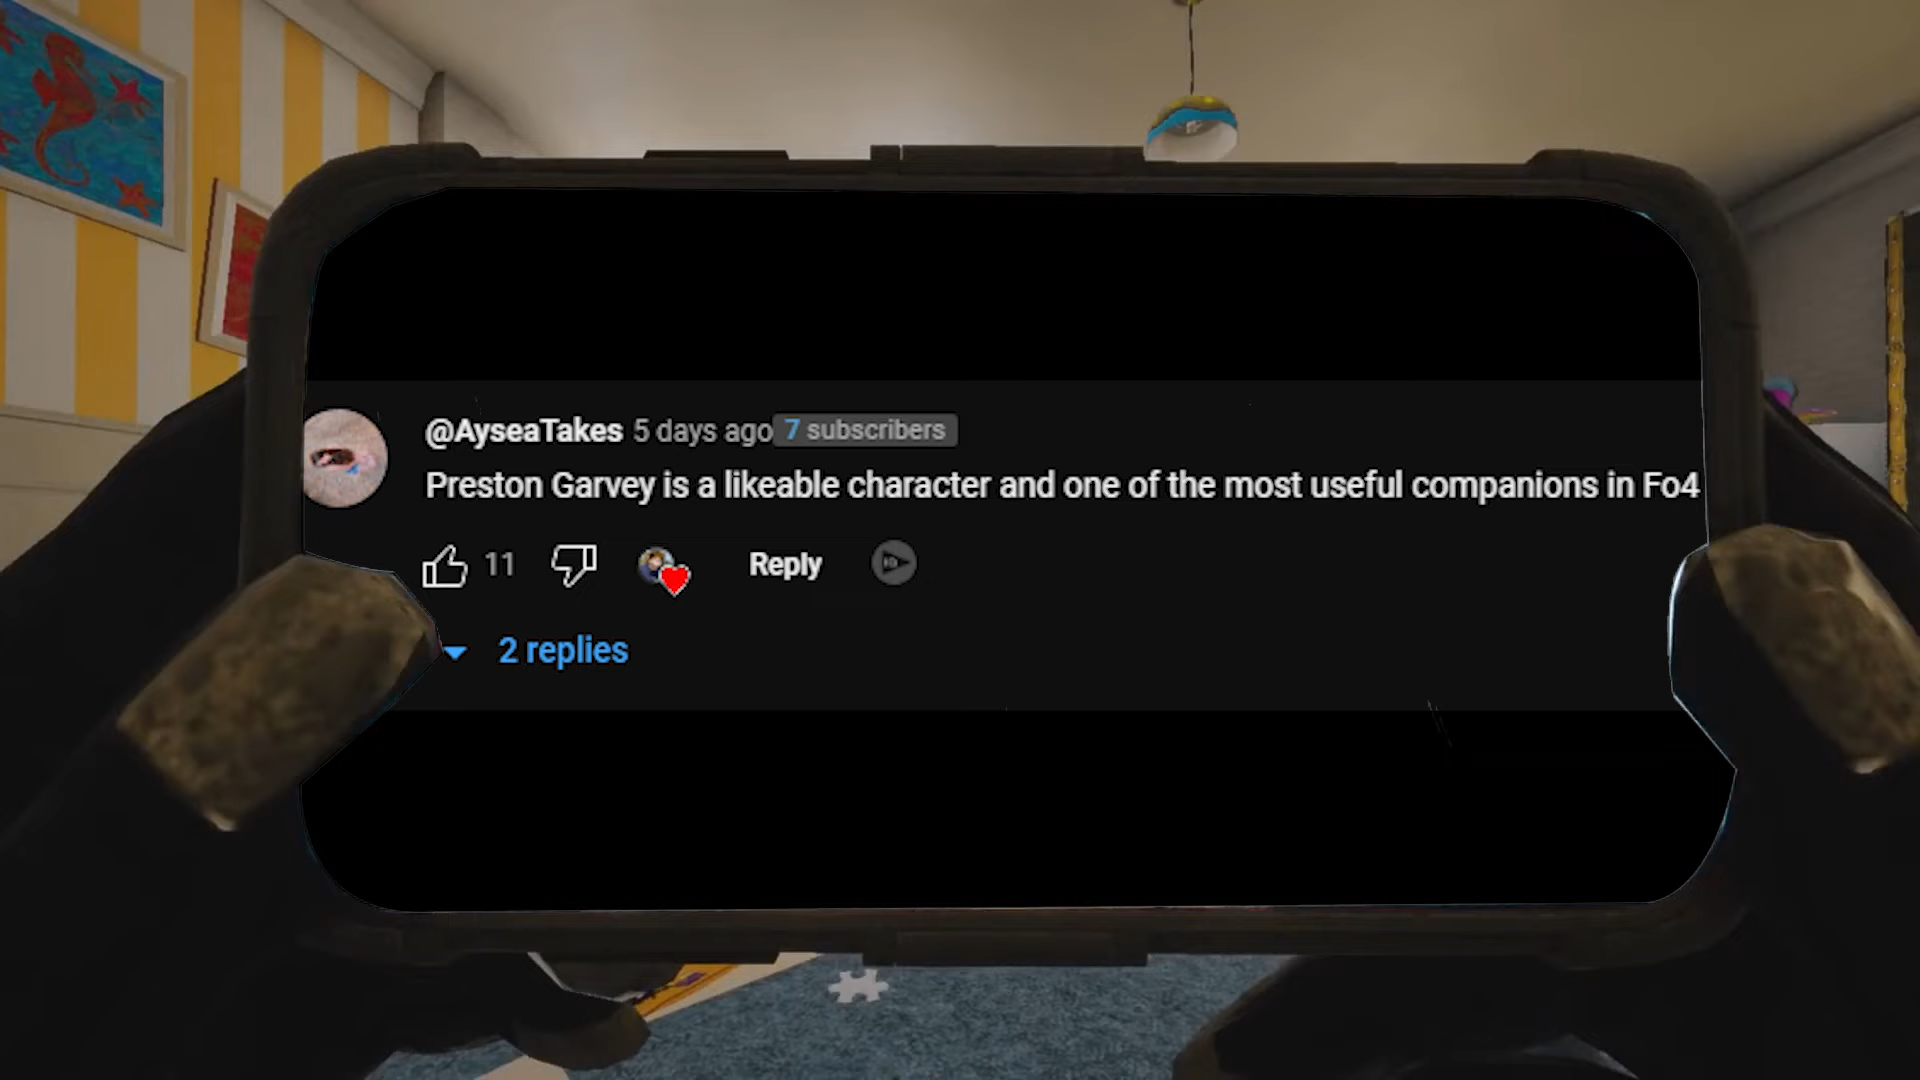 @AyseaTakes 5 days ago 7 subscribers
Preston Garvey is a likeable character and one of the most useful companions in Fo4
11 Reply
2 replies